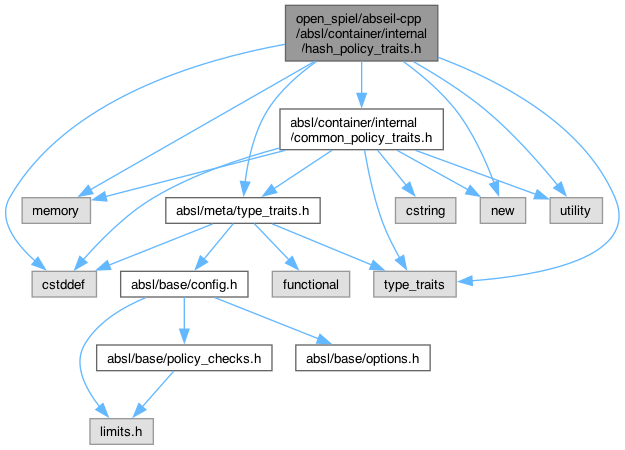 open_spiel/abseil-cpp
/absl/container/internal
/hash_policy_traits.h
absl/container/internal
/common_policy_traits.h
memory
absl/meta/type_traits.h
cstring
new
utility
cstddef
absl/base/config.h
functional
type_traits
absl/base/policy_checks.h
absl/base/options.h
limits.h